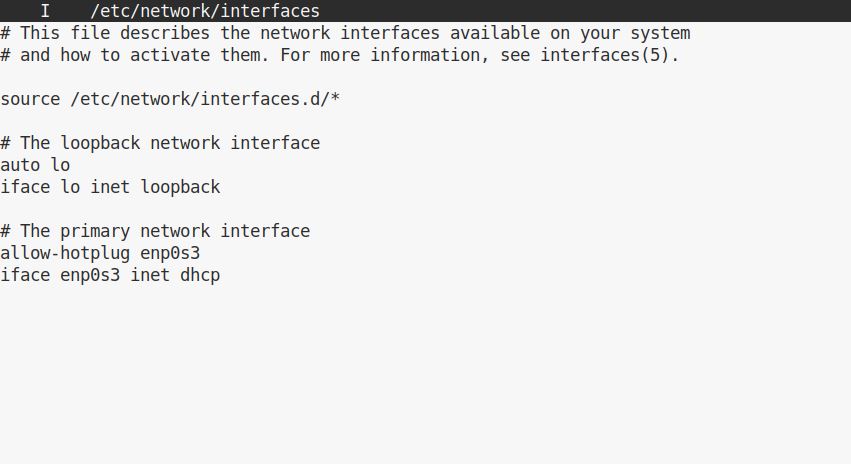 I    /etc/network/interfaces
# This file describes the network interfaces available on your system
# and how to activate them. For more information, see interfaces(5).
source /etc/network/interfaces.d/*
# The loopback network interface
auto lo
iface lo inet loopback
# The primary network interface
allow-hotplug enp0s3
iface enp0s3 inet dhcp